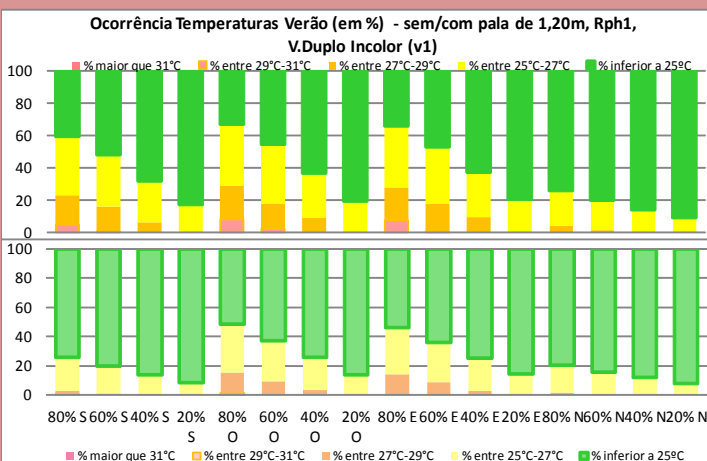 Ocorrência Temperaturas Verão (em %) - sem/com pala de 1,20m, Rph1,
V.Duplo Incolor (v1)
% maior que 31°C % entre 29°C-31°C % entre 27°C-29°C % entre 25°C-27°C % inferior a 25ºC
100
80
60
40
20
0
100
80
60
40
20
0
80% S 60% S 40% S 20% S 80% O 60% O 40% O 20% O 80% E 60% E 40% E 20% E 80% N 60% N 40% N 20% N
% maior que 31°C % entre 29°C-31°C % entre 27°C-29°C % entre 25°C-27°C % inferior a 25ºC